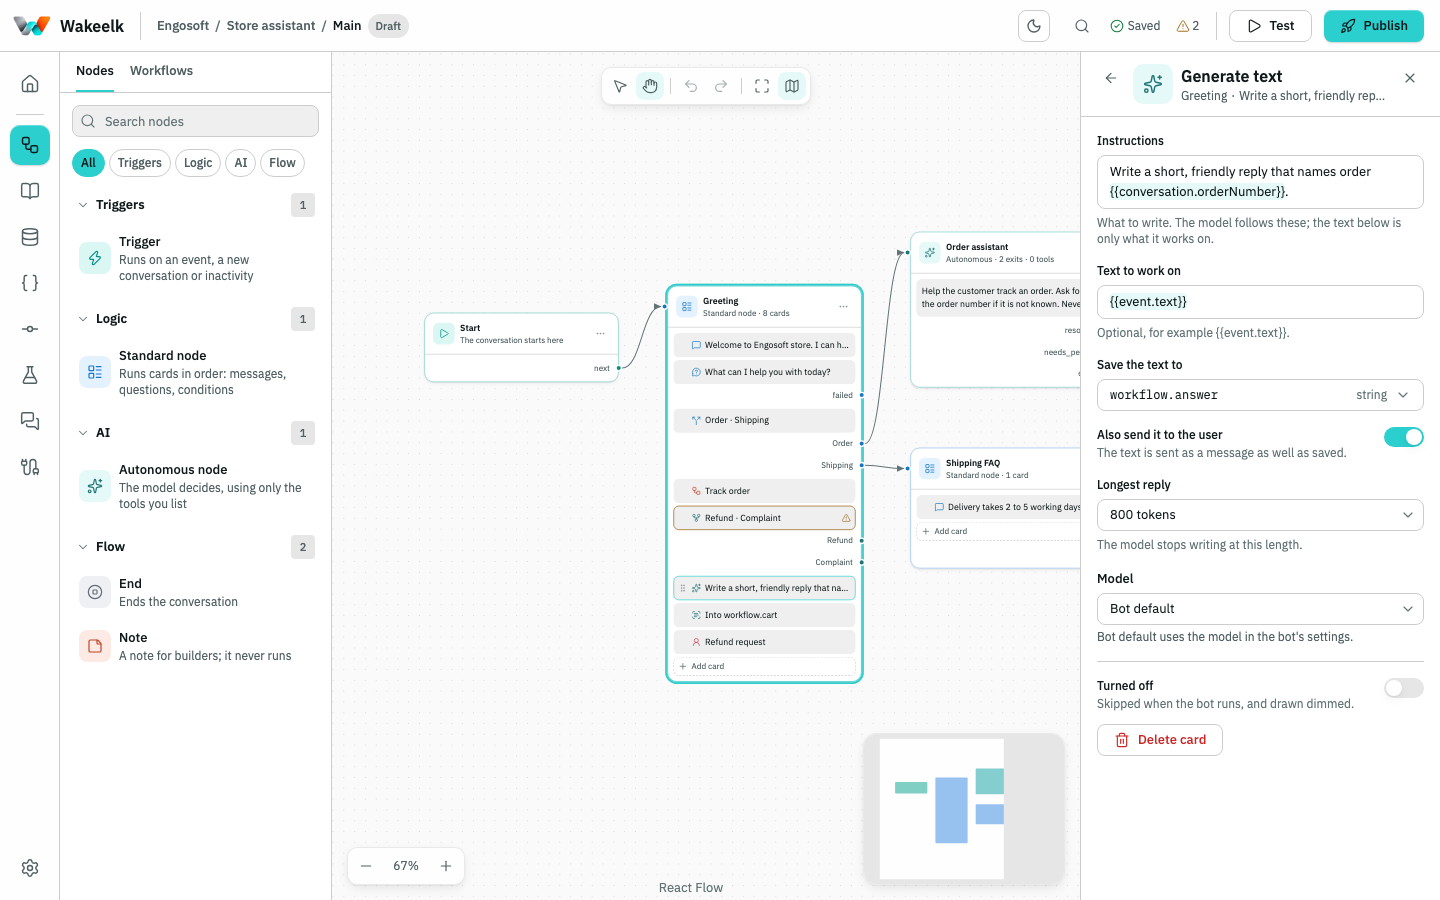 Wakeelk
Engosoft / Store assistant / Main Draft
Saved
2
Test
Publish
Nodes
Workflows
Search nodes
All
Triggers
Logic
AI
Flow
Triggers
1
Trigger
Runs on an event, a new
conversation or inactivity
Logic
1
Standard node
Runs cards in order: messages,
questions, conditions
AI
1
Autonomous node
The model decides, using only the
tools you list
Flow
2
End
Ends the conversation
Note
A note for builders; it never runs
Start
The conversation starts here
next
Greeting
Standard node · 8 cards
Welcome to Engosoft store. I can h...
What can I help you with today?
failed
Order · Shipping
Order
Shipping
Track order
Refund · Complaint
Refund
Complaint
Write a short, friendly reply that na...
Into workflow.cart
Refund request
+ Add card
Order assistant
Autonomous · 2 exits · 0 tools
Help the customer track an order. Ask fo
the order number if it is not known. Neve
reso
needs_pe
Shipping FAQ
Standard node · 1 card
Delivery takes 2 to 5 working days
+ Add card
67%
React Flow
Generate text
Greeting · Write a short, friendly rep...
Instructions
Write a short, friendly reply that names order
{{conversation.orderNumber}}.
What to write. The model follows these; the text below is
only what it works on.
Text to work on
{{event.text}}
Optional, for example {{event.text}}.
Save the text to
workflow.answer
string
Also send it to the user
The text is sent as a message as well as saved.
Longest reply
800 tokens
The model stops writing at this length.
Model
Bot default
Bot default uses the model in the bot's settings.
Turned off
Skipped when the bot runs, and drawn dimmed.
Delete card